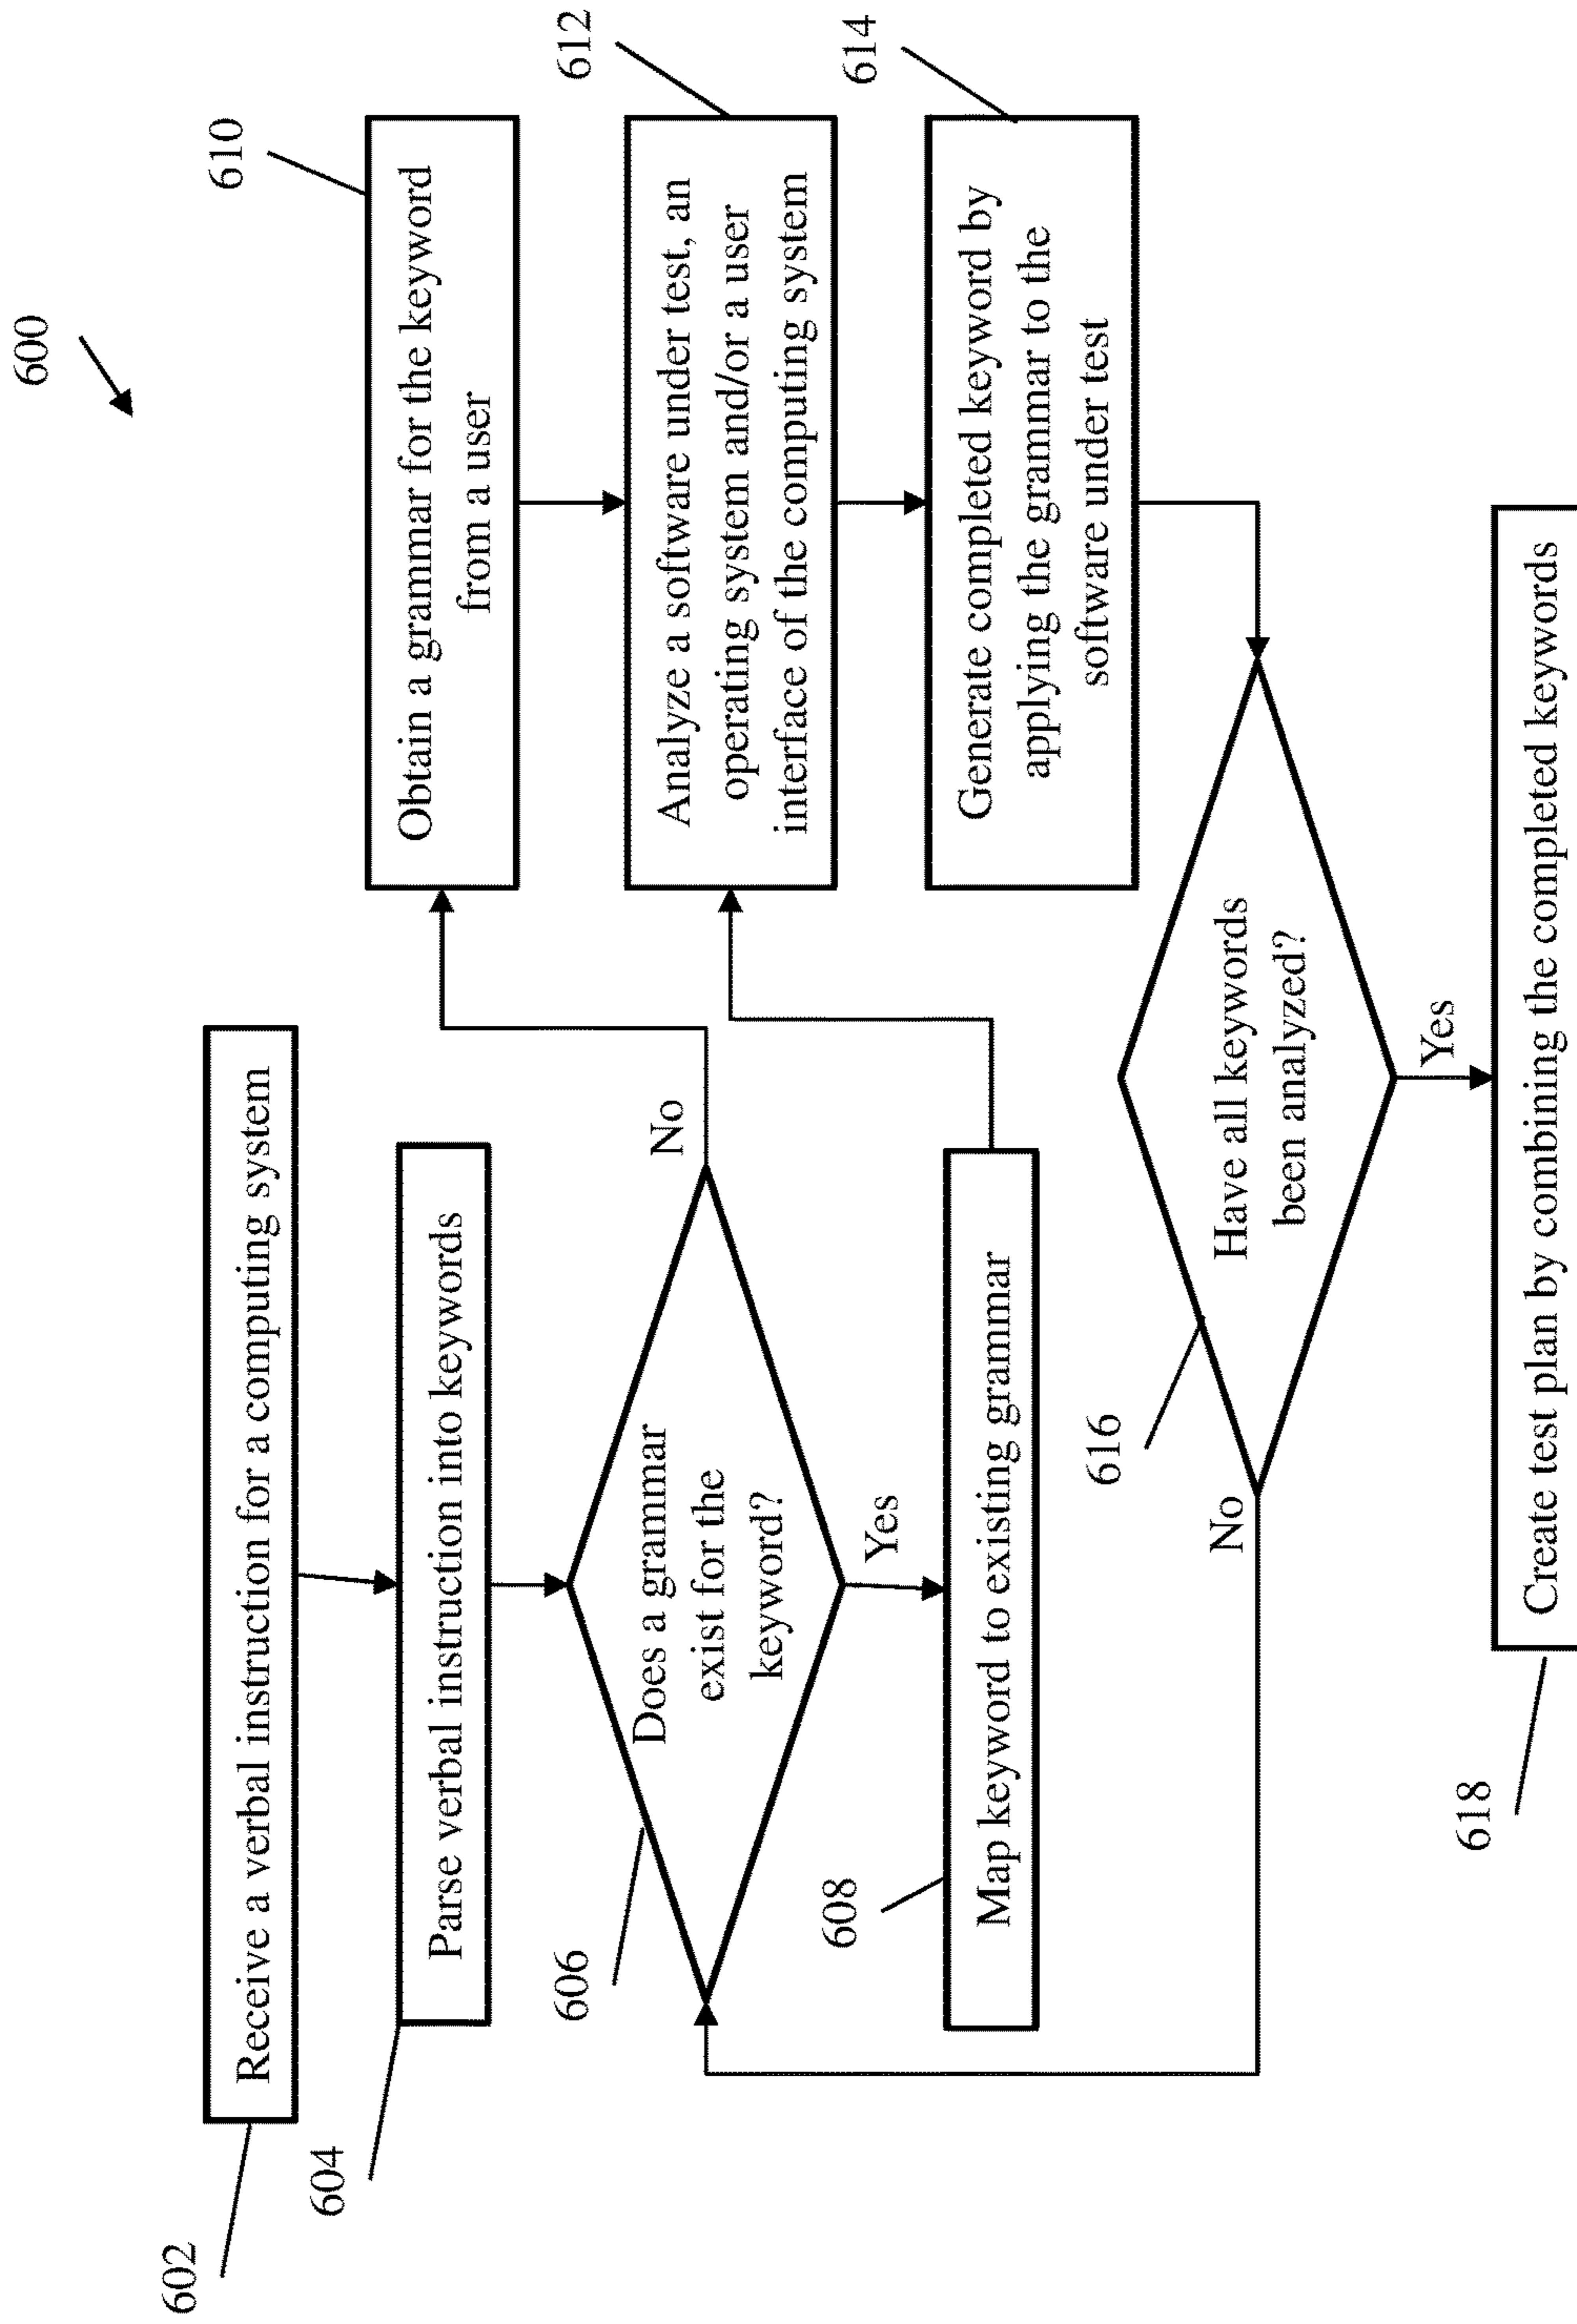 600
602
Receive a verbal instruction for a computing system
604
Parse verbal instruction into keywords
606
Does a grammar
exist for the
keyword?
No
Yes
608
Map keyword to existing grammar
610
Obtain a grammar for the keyword
from a user
612
Analyze a software under test, an
operating system and/or a user
interface of the computing system
614
Generate completed keyword by
applying the grammar to the
software under test
616
Have all keywords
been analyzed?
No
Yes
618
Create test plan by combining the completed keywords